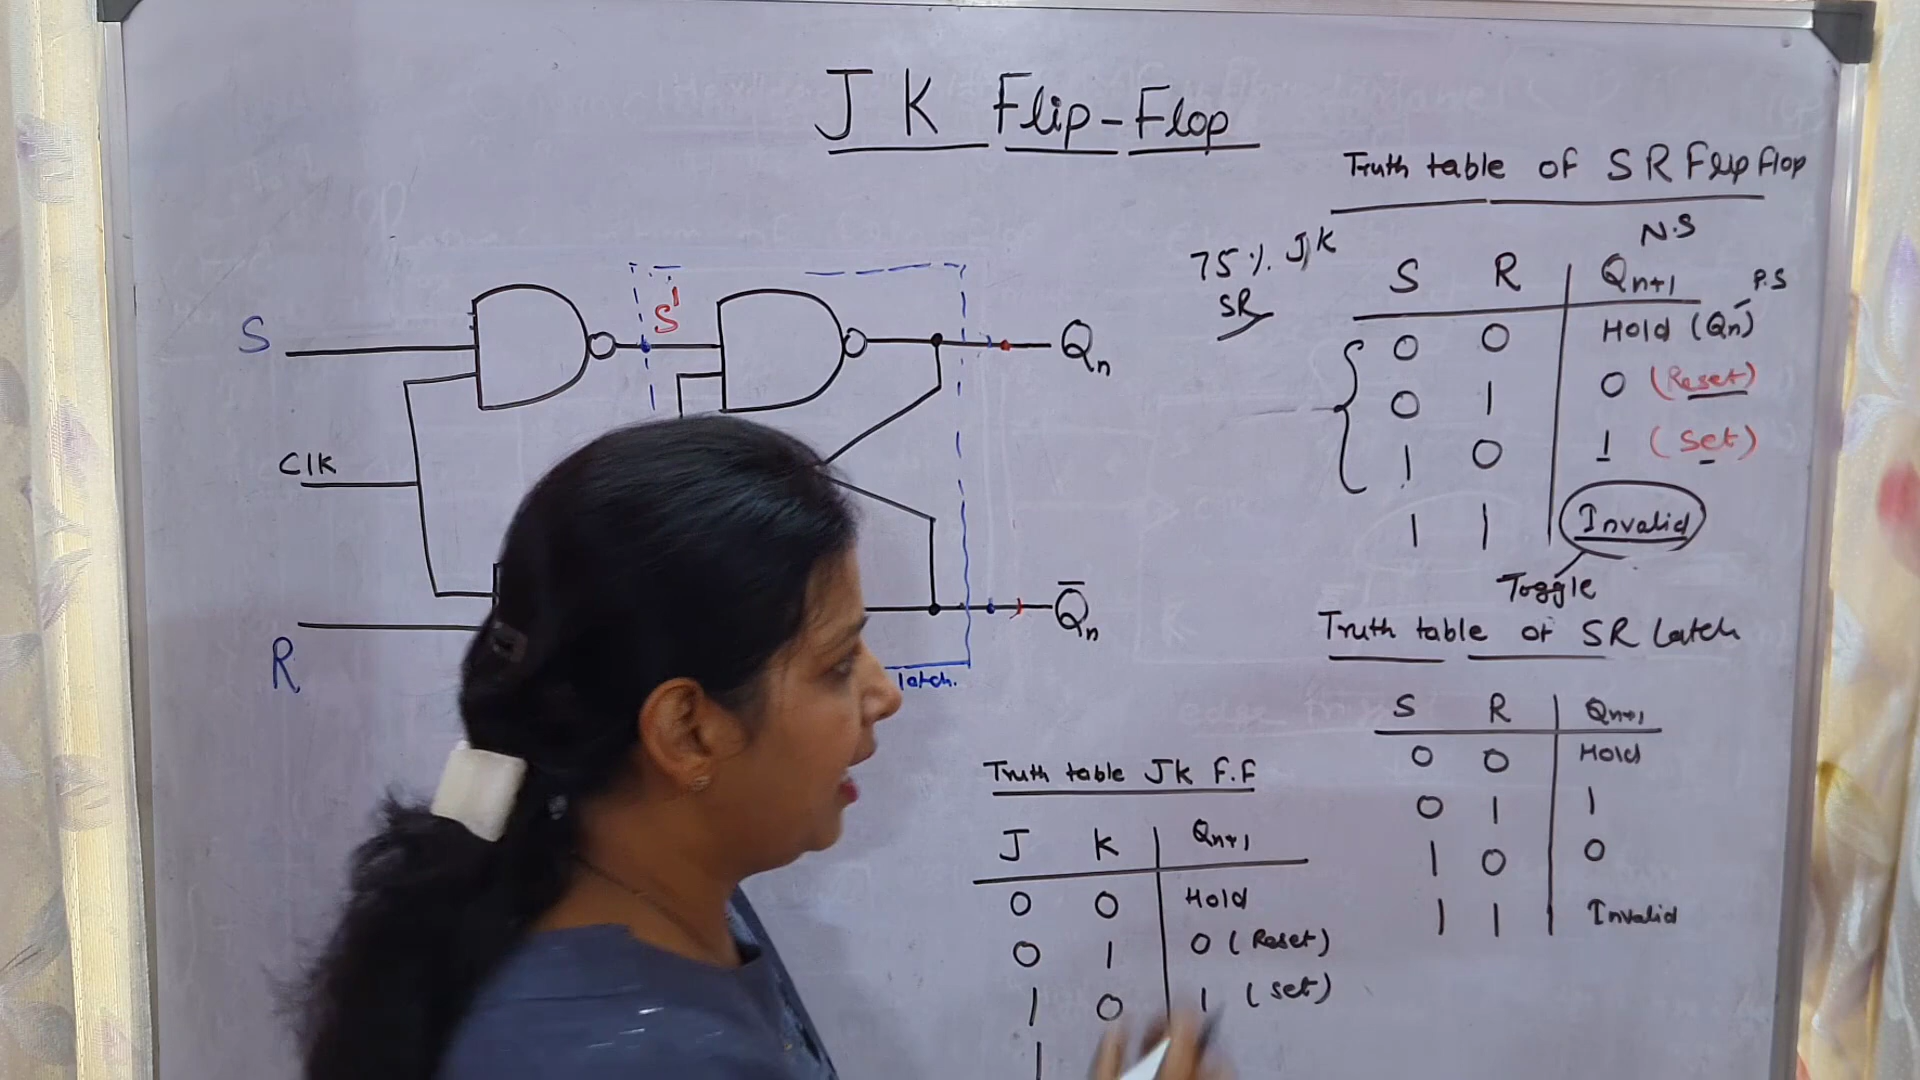 J K Flip-Flop
S
S'
Qn
Clk
R
Q̄n
latch.
75% J,K
SR
Truth table of SR Flip Flop
N.S
S R Qn+1 P.S
0 0 Hold (Qn)
0 1 0 (Reset)
1 0 1 (Set)
1 1 Invalid
Toggle
Truth table of SR Latch
S R Qn+1
0 0 Hold
0 1 1
1 0 0
1 1 Invalid
Truth table JK F.F
J K Qn+1
0 0 Hold
0 1 0 (Reset)
1 0 1 (Set)
1